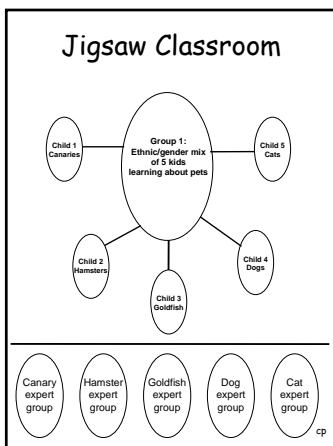 Jigsaw Classroom
Child 1
Canaries
Group 1:
Ethnic/gender mix
of 5 kids
learning about pets
Child 5
Cats
Child 2
Hamsters
Child 3
Goldfish
Child 4
Dogs
Canary
expert
group
Hamster
expert
group
Goldfish
expert
group
Dog
expert
group
Cat
expert
group
cp